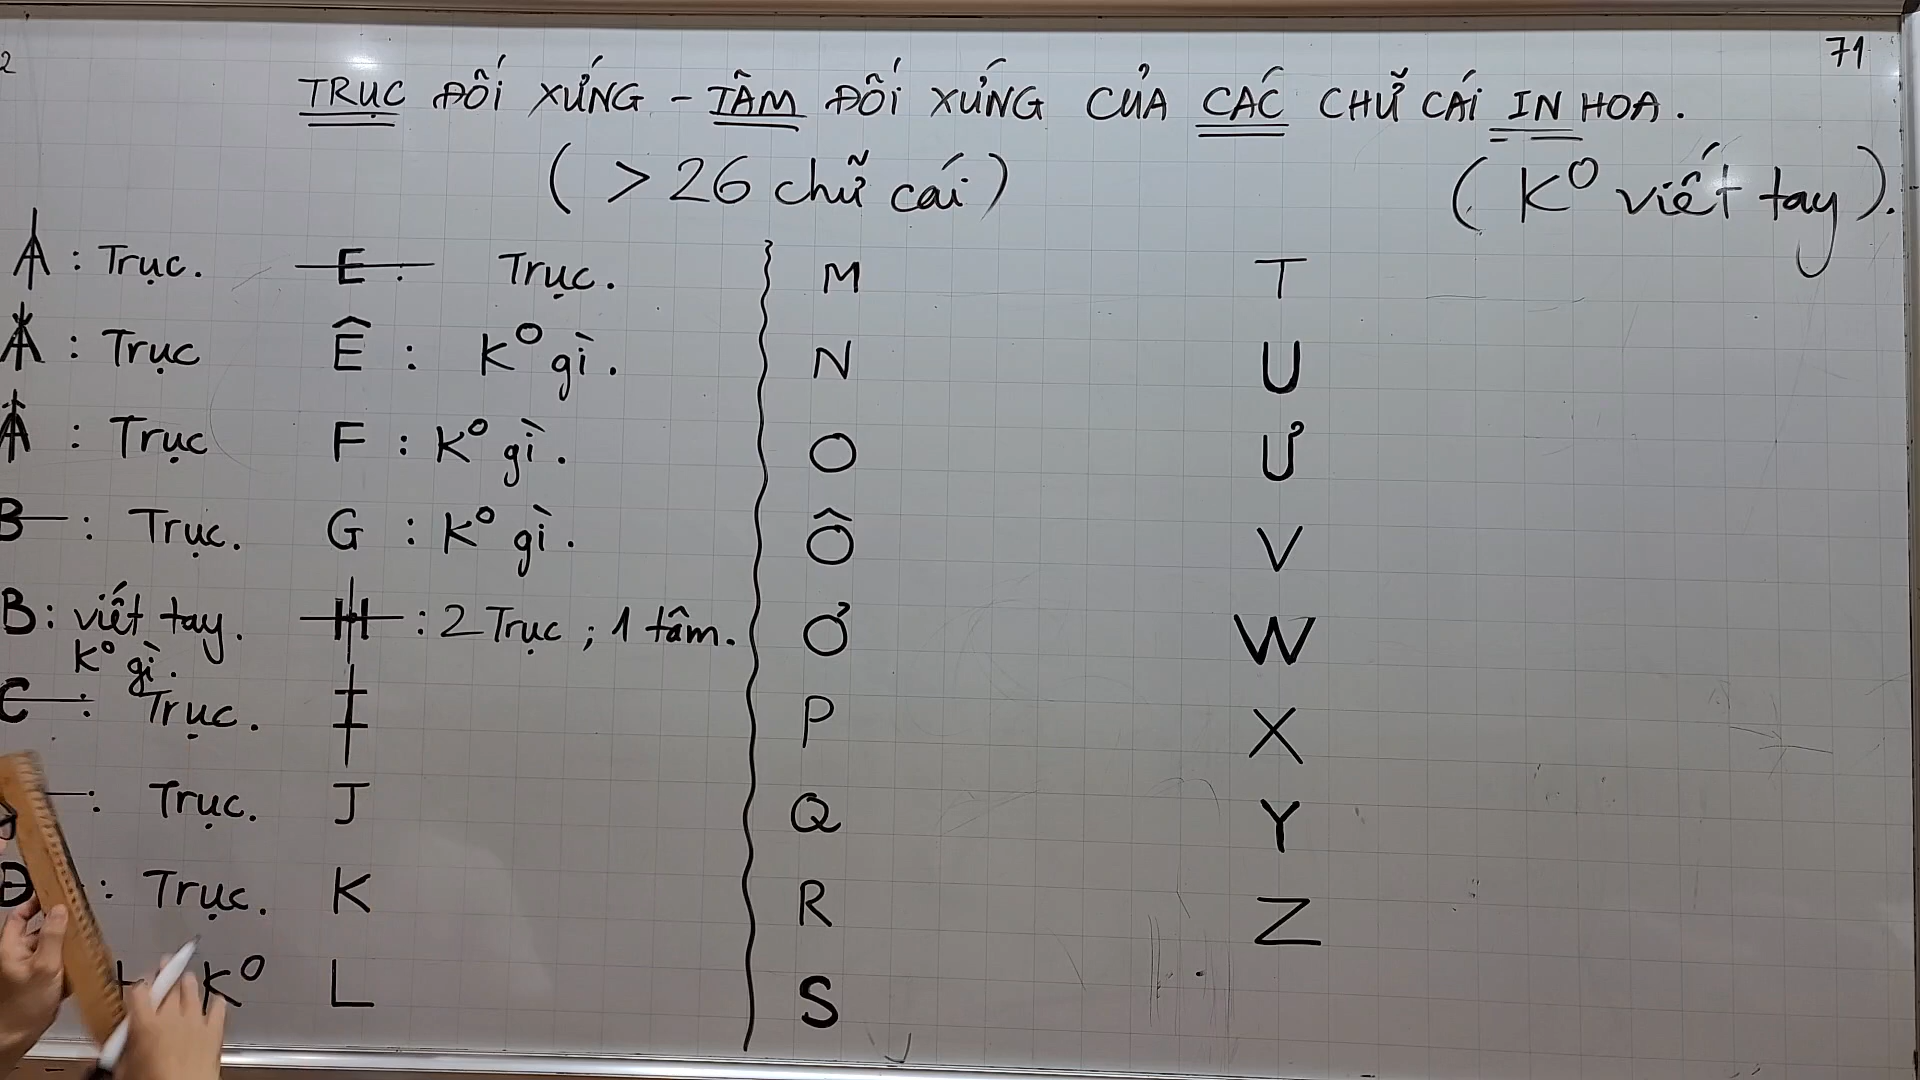 2
71
TRỤC ĐỐI XỨNG - TÂM ĐỐI XỨNG CỦA CÁC CHỮ CÁI IN HOA.
( > 26 chữ cái )
( K⁰ viết tay ).
A : Trục.
Ă : Trục
Â : Trục
B : Trục.
B : viết tay.
K⁰ gì.
C : Trục.
: Trục.
Đ : Trục.
K⁰
E : Trục.
Ê : K⁰ gì.
F : K⁰ gì.
G : K⁰ gì.
H : 2 Trục ; 1 tâm.
I
J
K
L
M
N
O
Ô
Ơ
P
Q
R
S
T
U
Ư
V
W
X
Y
Z